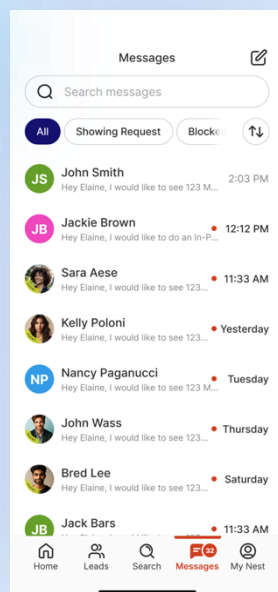 Messages
Search messages
All
Showing Request
Blocke
JS
John Smith
2:03 PM
Hey Elaine, I would like to see 123 M...
JB
Jackie Brown
12:12 PM
Hey Elaine, I would like to do an In-P...
Sara Aese
11:33 AM
Hey Elaine, I would like to see 123...
Kelly Poloni
Yesterday
Hey Elaine, I would like to see 123...
NP
Nancy Paganucci
Tuesday
Hey Elaine, I would like to see 123 M...
John Wass
Thursday
Hey Elaine, I would like to see 123...
Bred Lee
Saturday
Hey Elaine, I would like to see 123...
JB
Jack Bars
11:33 AM
32
Home
Leads
Search
Messages
My Nest